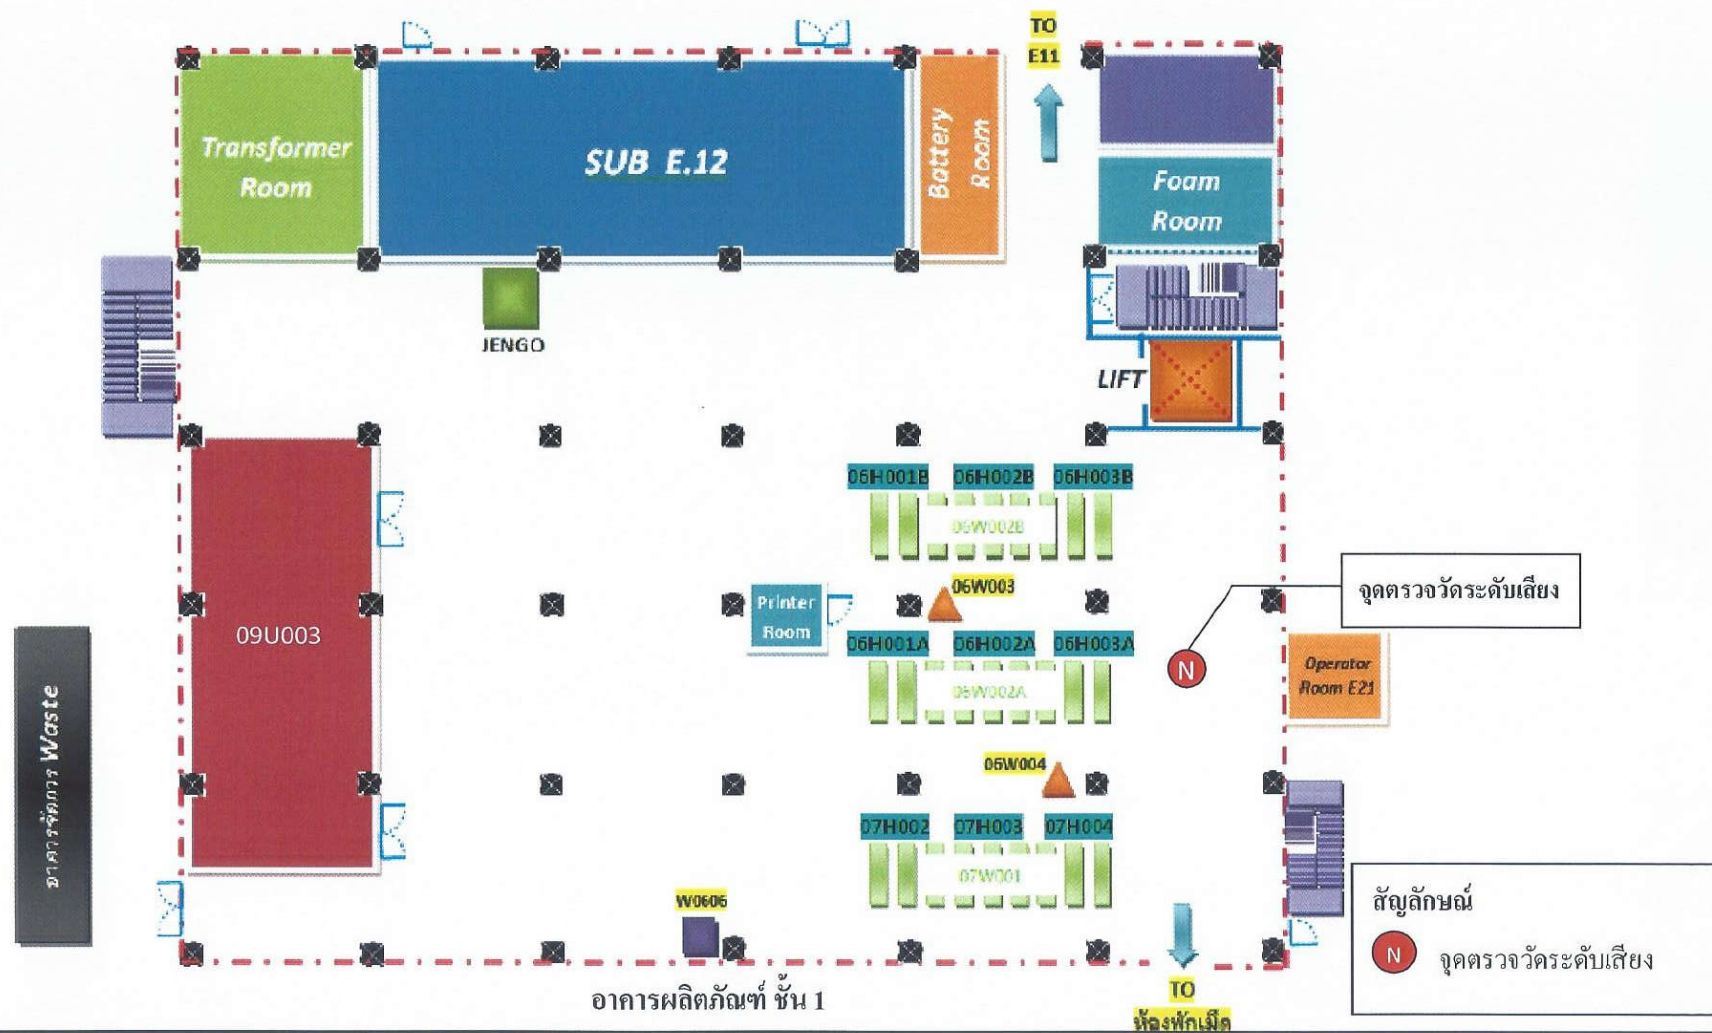 TO
E11
Transformer
Room
SUB E.12
Battery
Room
Foam
Room
JENGO
LIFT
06H001B
06H002B
06H003B
06W002B
06W003
Printer
Room
จุดตรวจวัดระดับเสียง
09U003
06H001A
06H002A
06H003A
06W002A
N
Operator
Room E21
อาคารจัดการ Waste
06W004
07H002
07H003
07H004
07W001
W0606
สัญลักษณ์
N จุดตรวจวัดระดับเสียง
อาคารผลิตภัณฑ์ ชั้น 1
TO
ห้องพักเม็ด